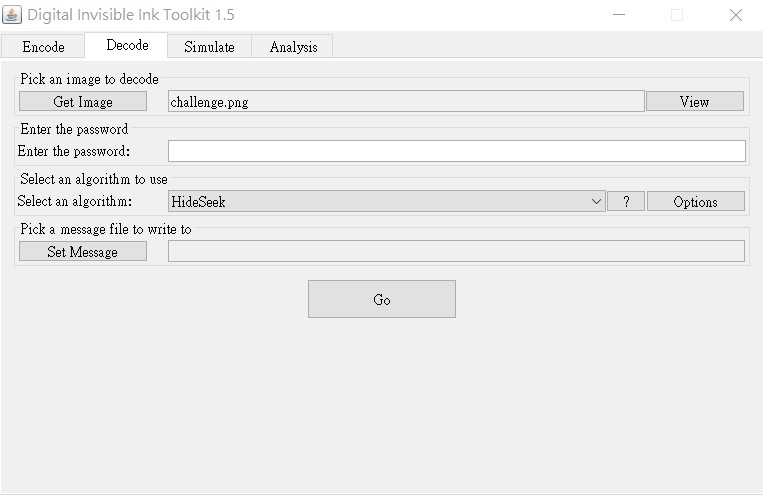 Digital Invisible Ink Toolkit 1.5
Encode Decode Simulate Analysis
Pick an image to decode
Get Image challenge.png View
Enter the password
Enter the password:
Select an algorithm to use
Select an algorithm: HideSeek ? Options
Pick a message file to write to
Set Message
Go